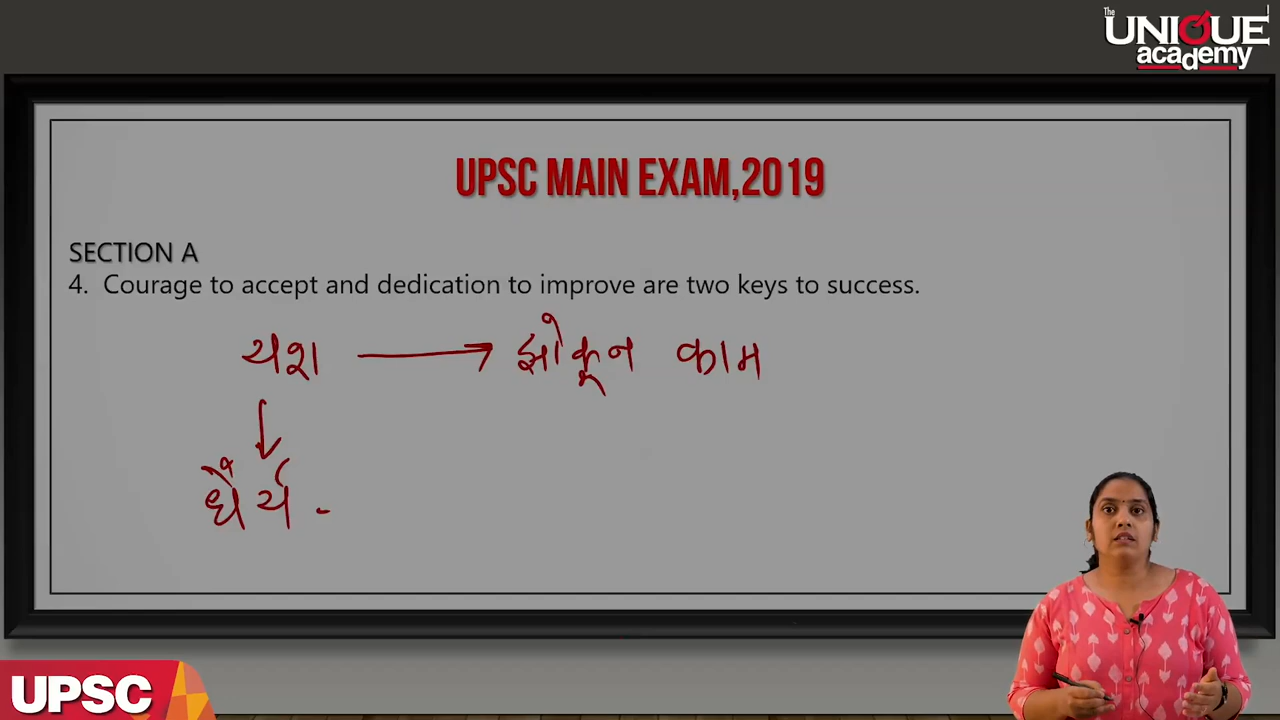 The
UNIQUE
academy
UPSC MAIN EXAM,2019
SECTION A
4. Courage to accept and dedication to improve are two keys to success.
यश → झोकून काम
↓
धैर्य -
UPSC